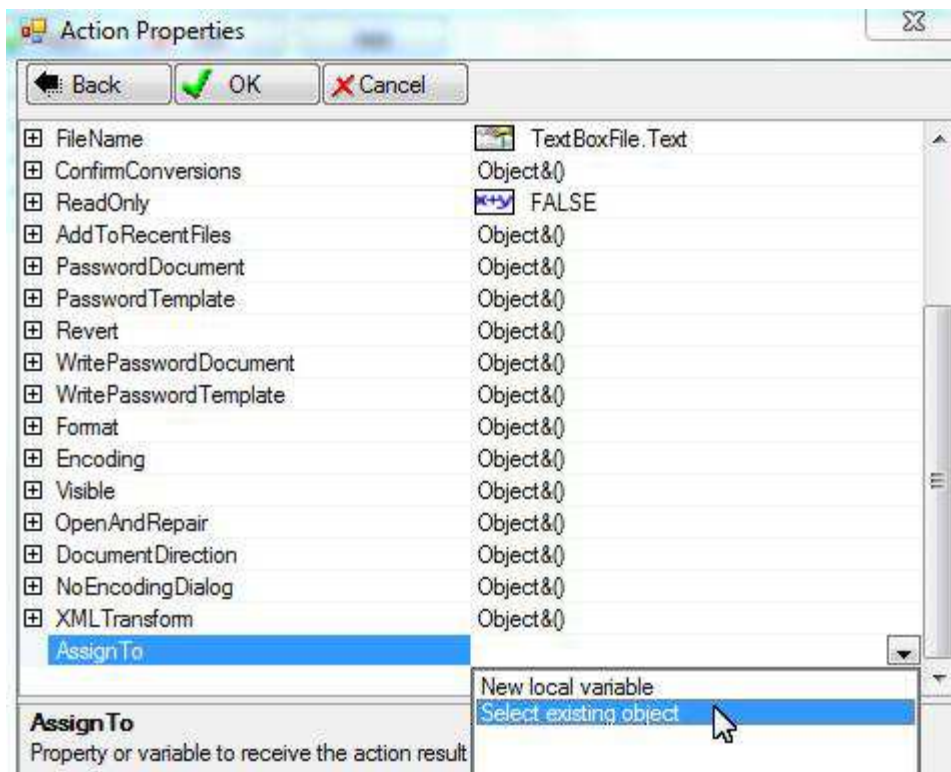 Action Properties
Back OK Cancel
FileName TextBoxFile.Text
ConfirmConversions Object&()
ReadOnly x+y FALSE
AddToRecentFiles Object&()
PasswordDocument Object&()
PasswordTemplate Object&()
Revert Object&()
WritePasswordDocument Object&()
WritePasswordTemplate Object&()
Format Object&()
Encoding Object&()
Visible Object&()
OpenAndRepair Object&()
DocumentDirection Object&()
NoEncodingDialog Object&()
XMLTransform Object&()
AssignTo
New local variable
Select existing object
AssignTo
Property or variable to receive the action result